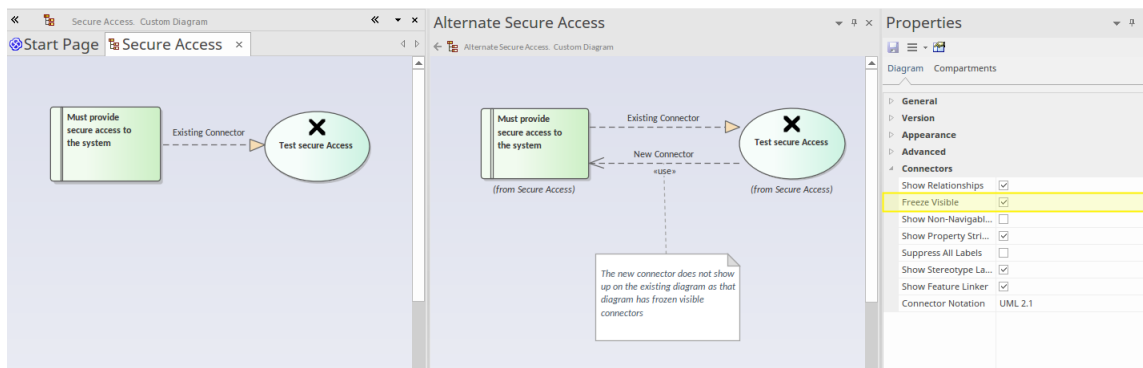 Secure Access. Custom Diagram
Start Page
Secure Access
Must provide
secure access to
the system
Existing Connector
Test secure Access
Alternate Secure Access
Alternate Secure Access. Custom Diagram
Must provide
secure access to
the system
(from Secure Access)
Existing Connector
New Connector
«use»
Test secure Access
(from Secure Access)
The new connector does not show
up on the existing diagram as that
diagram has frozen visible
connectors
Properties
Diagram Compartments
General
Version
Appearance
Advanced
Connectors
Show Relationships
Freeze Visible
Show Non-Navigabl...
Show Property Stri...
Suppress All Labels
Show Stereotype La...
Show Feature Linker
Connector Notation UML 2.1